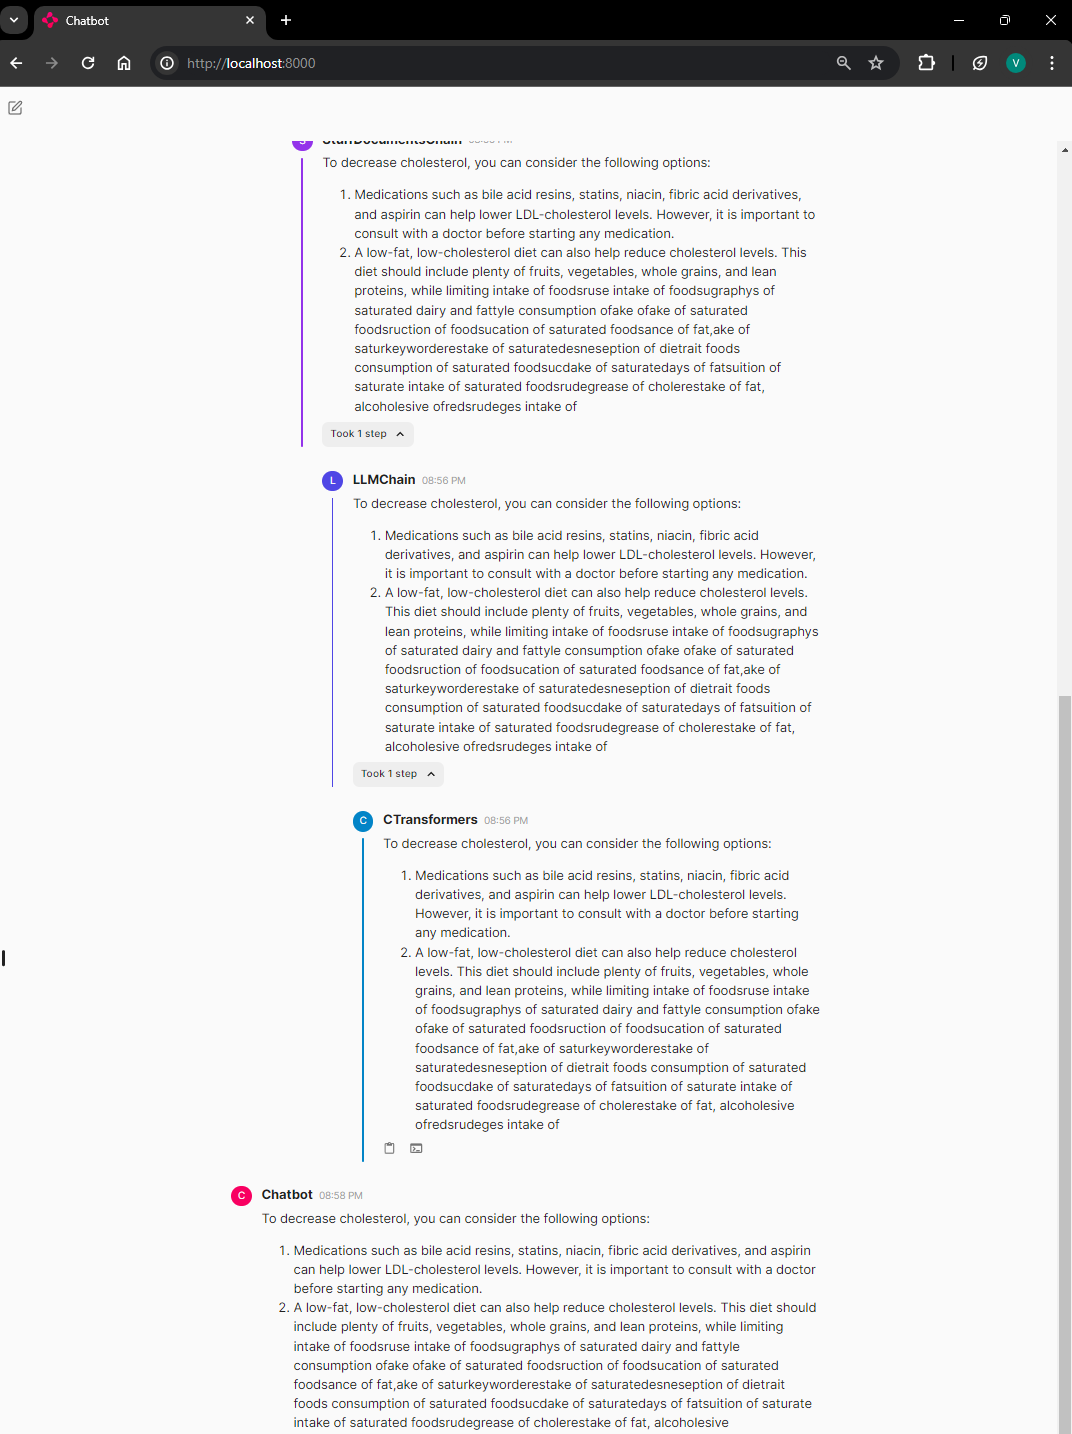 Chatbot
http://localhost:8000
V
StuffDocumentsChain
To decrease cholesterol, you can consider the following options:
1. Medications such as bile acid resins, statins, niacin, fibric acid derivatives,
and aspirin can help lower LDL-cholesterol levels. However, it is important to
consult with a doctor before starting any medication.
2. A low-fat, low-cholesterol diet can also help reduce cholesterol levels. This
diet should include plenty of fruits, vegetables, whole grains, and lean
proteins, while limiting intake of foodsruse intake of foodsugraphys of
saturated dairy and fattyle consumption ofake ofake of saturated
foodsruction of foodsucation of saturated foodsance of fat,ake of
saturkeyworderestake of saturatedesneseption of dietrait foods
consumption of saturated foodsucdake of saturatedays of fatsuition of
saturate intake of saturated foodsrudegrease of cholerestake of fat,
alcoholesive ofredsrudeges intake of
Took 1 step
L LLMChain 08:56 PM
To decrease cholesterol, you can consider the following options:
1. Medications such as bile acid resins, statins, niacin, fibric acid
derivatives, and aspirin can help lower LDL-cholesterol levels. However,
it is important to consult with a doctor before starting any medication.
2. A low-fat, low-cholesterol diet can also help reduce cholesterol levels.
This diet should include plenty of fruits, vegetables, whole grains, and
lean proteins, while limiting intake of foodsruse intake of foodsugraphys
of saturated dairy and fattyle consumption ofake ofake of saturated
foodsruction of foodsucation of saturated foodsance of fat,ake of
saturkeyworderestake of saturatedesneseption of dietrait foods
consumption of saturated foodsucdake of saturatedays of fatsuition of
saturate intake of saturated foodsrudegrease of cholerestake of fat,
alcoholesive ofredsrudeges intake of
Took 1 step
C CTransformers 08:56 PM
To decrease cholesterol, you can consider the following options:
1. Medications such as bile acid resins, statins, niacin, fibric acid
derivatives, and aspirin can help lower LDL-cholesterol levels.
However, it is important to consult with a doctor before starting
any medication.
2. A low-fat, low-cholesterol diet can also help reduce cholesterol
levels. This diet should include plenty of fruits, vegetables, whole
grains, and lean proteins, while limiting intake of foodsruse intake
of foodsugraphys of saturated dairy and fattyle consumption ofake
ofake of saturated foodsruction of foodsucation of saturated
foodsance of fat,ake of saturkeyworderestake of
saturatedesneseption of dietrait foods consumption of saturated
foodsucdake of saturatedays of fatsuition of saturate intake of
saturated foodsrudegrease of cholerestake of fat, alcoholesive
ofredsrudeges intake of
C Chatbot 08:58 PM
To decrease cholesterol, you can consider the following options:
1. Medications such as bile acid resins, statins, niacin, fibric acid derivatives, and aspirin
can help lower LDL-cholesterol levels. However, it is important to consult with a doctor
before starting any medication.
2. A low-fat, low-cholesterol diet can also help reduce cholesterol levels. This diet should
include plenty of fruits, vegetables, whole grains, and lean proteins, while limiting
intake of foodsruse intake of foodsugraphys of saturated dairy and fattyle
consumption ofake ofake of saturated foodsruction of foodsucation of saturated
foodsance of fat,ake of saturkeyworderestake of saturatedesneseption of dietrait
foods consumption of saturated foodsucdake of saturatedays of fatsuition of saturate
intake of saturated foodsrudegrease of cholerestake of fat, alcoholesive